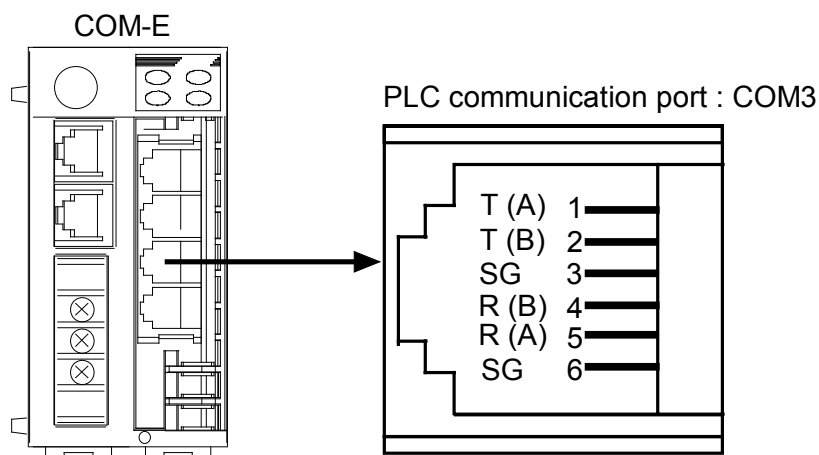 COM-E
PLC communication port : COM3
T (A) 1
T (B) 2
SG 3
R (B) 4
R (A) 5
SG 6